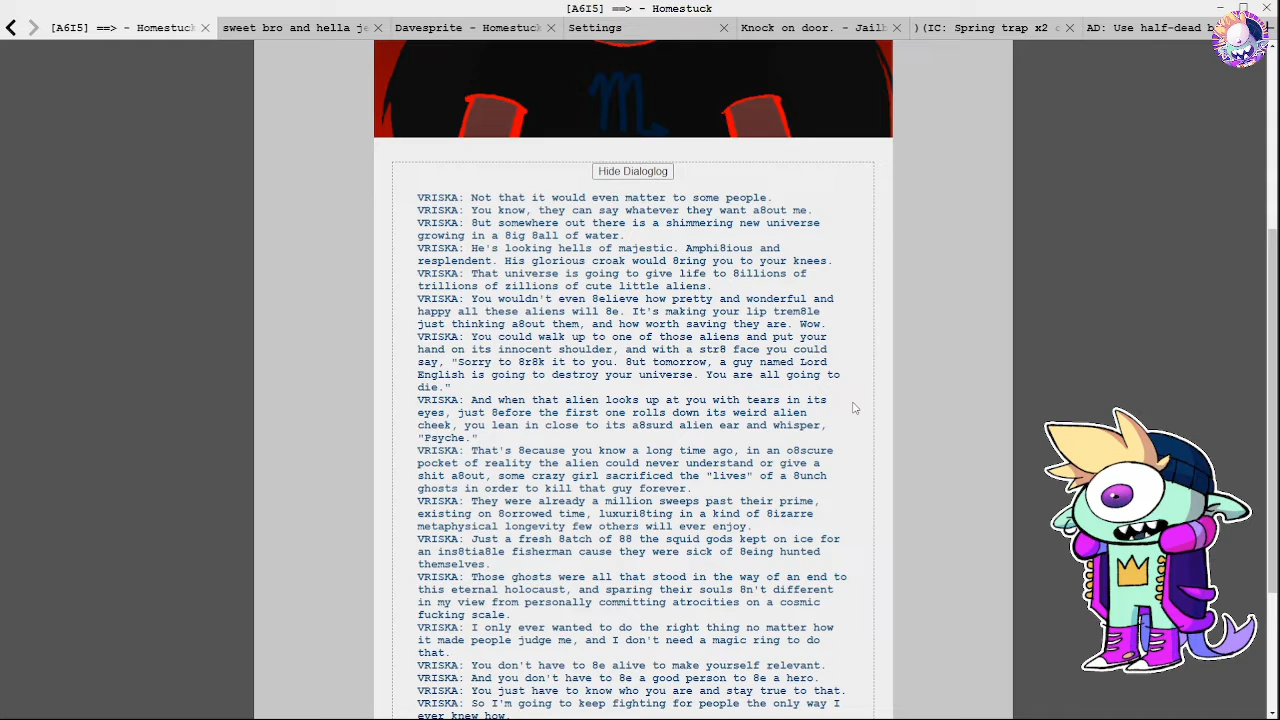 [A6I5] ==> - Homestuck
[A6I5] ==> - Homestuck
sweet bro and hella je
Davesprite - Homestuck
Settings
Knock on door. - Jail
)(IC: Spring trap x2
AD: Use half-dead b
Hide Dialoglog
VRISKA: Not that it would even matter to some people.
VRISKA: You know, they can say whatever they want a8out me.
VRISKA: 8ut somewhere out there is a shimmering new universe
growing in a 8ig 8all of water.
VRISKA: He's looking hells of majestic. Amphi8ious and
resplendent. His glorious croak would 8ring you to your knees.
VRISKA: That universe is going to give life to 8illions of
trillions of zillions of cute little aliens.
VRISKA: You wouldn't even 8elieve how pretty and wonderful and
happy all these aliens will 8e. It's making your lip trem8le
just thinking a8out them, and how worth saving they are. Wow.
VRISKA: You could walk up to one of those aliens and put your
hand on its innocent shoulder, and with a str8 face you could
say, "Sorry to 8r8k it to you. 8ut tomorrow, a guy named Lord
English is going to destroy your universe. You are all going to
die."
VRISKA: And when that alien looks up at you with tears in its
eyes, just 8efore the first one rolls down its weird alien
cheek, you lean in close to its a8surd alien ear and whisper,
"Psyche."
VRISKA: That's 8ecause you know a long time ago, in an o8scure
pocket of reality the alien could never understand or give a
shit a8out, some crazy girl sacrificed the "lives" of a 8unch
ghosts in order to kill that guy forever.
VRISKA: They were already a million sweeps past their prime,
existing on 8orrowed time, luxuri8ting in a kind of 8izarre
metaphysical longevity few others will ever enjoy.
VRISKA: Just a fresh 8atch of 88 the squid gods kept on ice for
an ins8tia8le fisherman cause they were sick of 8eing hunted
themselves.
VRISKA: Those ghosts were all that stood in the way of an end to
this eternal holocaust, and sparing their souls 8n't different
in my view from personally committing atrocities on a cosmic
fucking scale.
VRISKA: I only ever wanted to do the right thing no matter how
it made people judge me, and I don't need a magic ring to do
that.
VRISKA: You don't have to 8e alive to make yourself relevant.
VRISKA: And you don't have to 8e a good person to 8e a hero.
VRISKA: You just have to know who you are and stay true to that.
VRISKA: So I'm going to keep fighting for people the only way I
ever knew how.